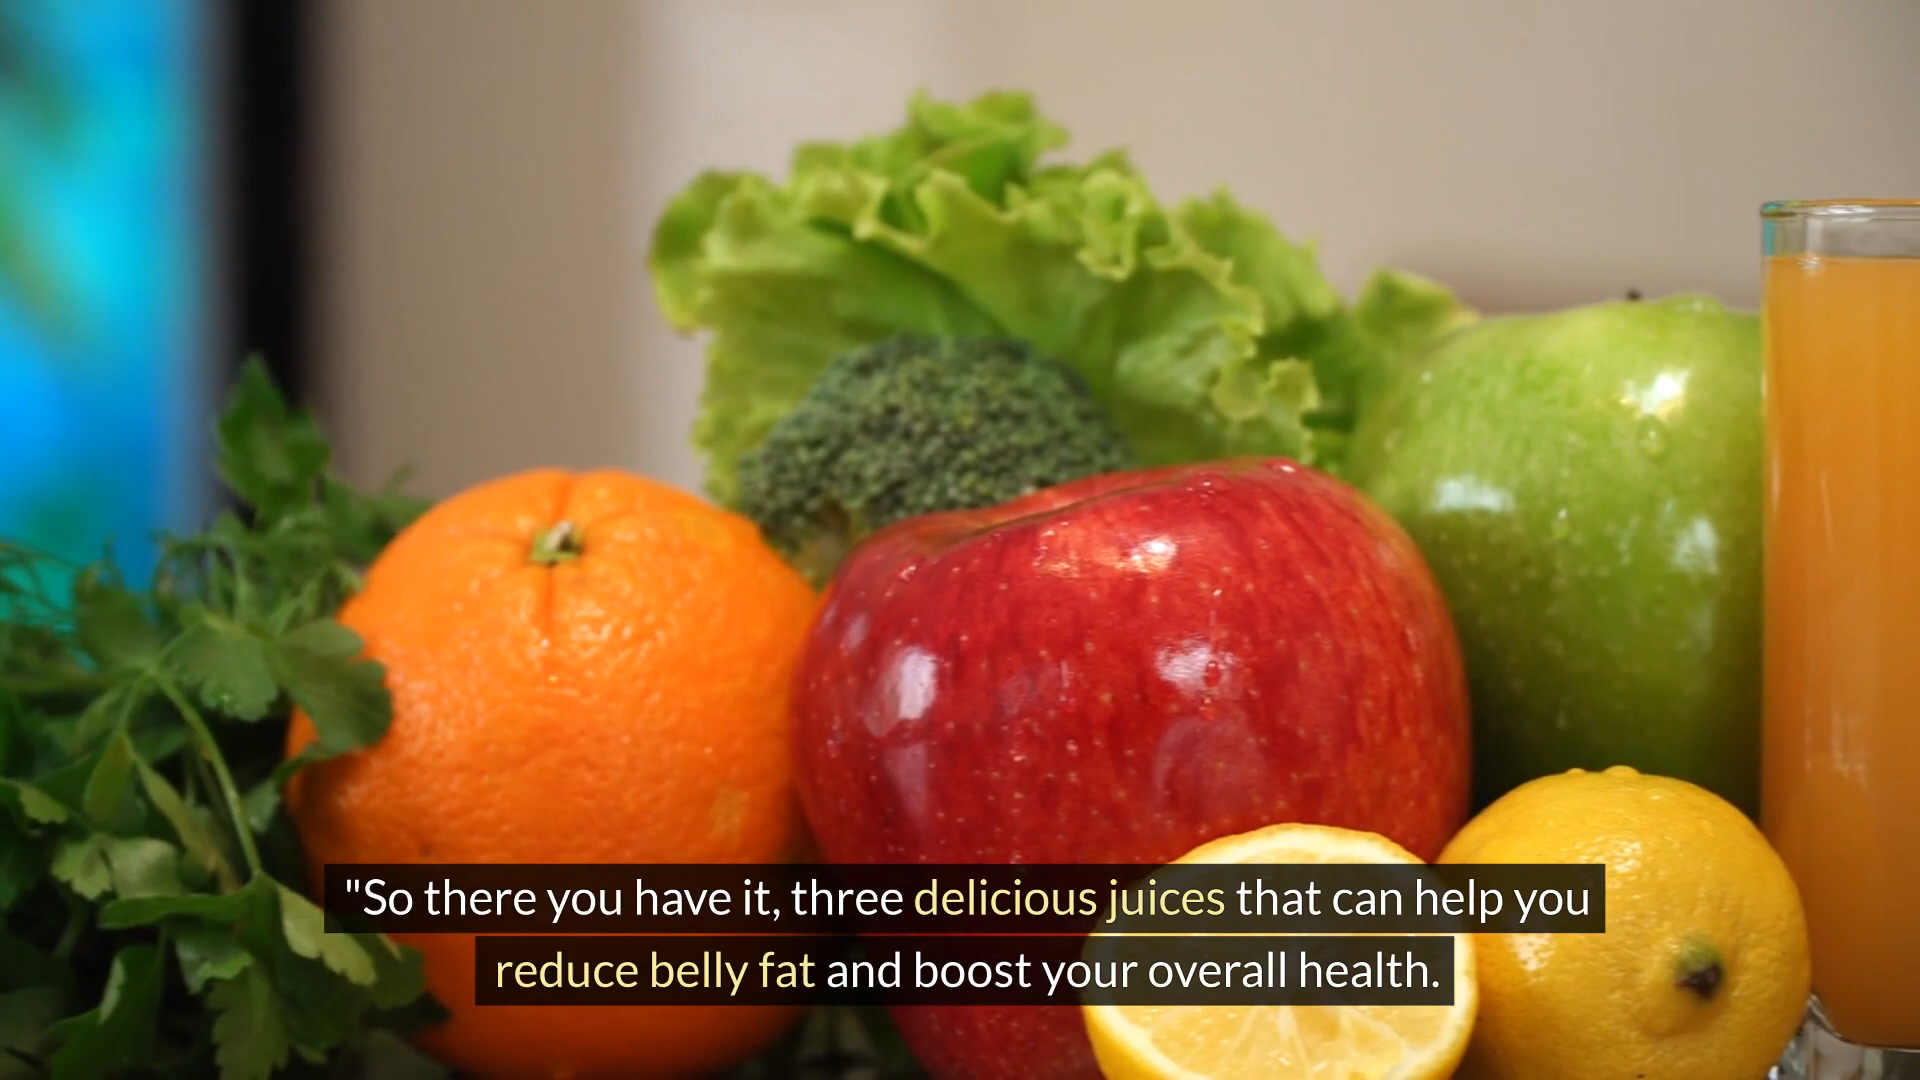 "So there you have it, three delicious juices that can help you
reduce belly fat and boost your overall health.